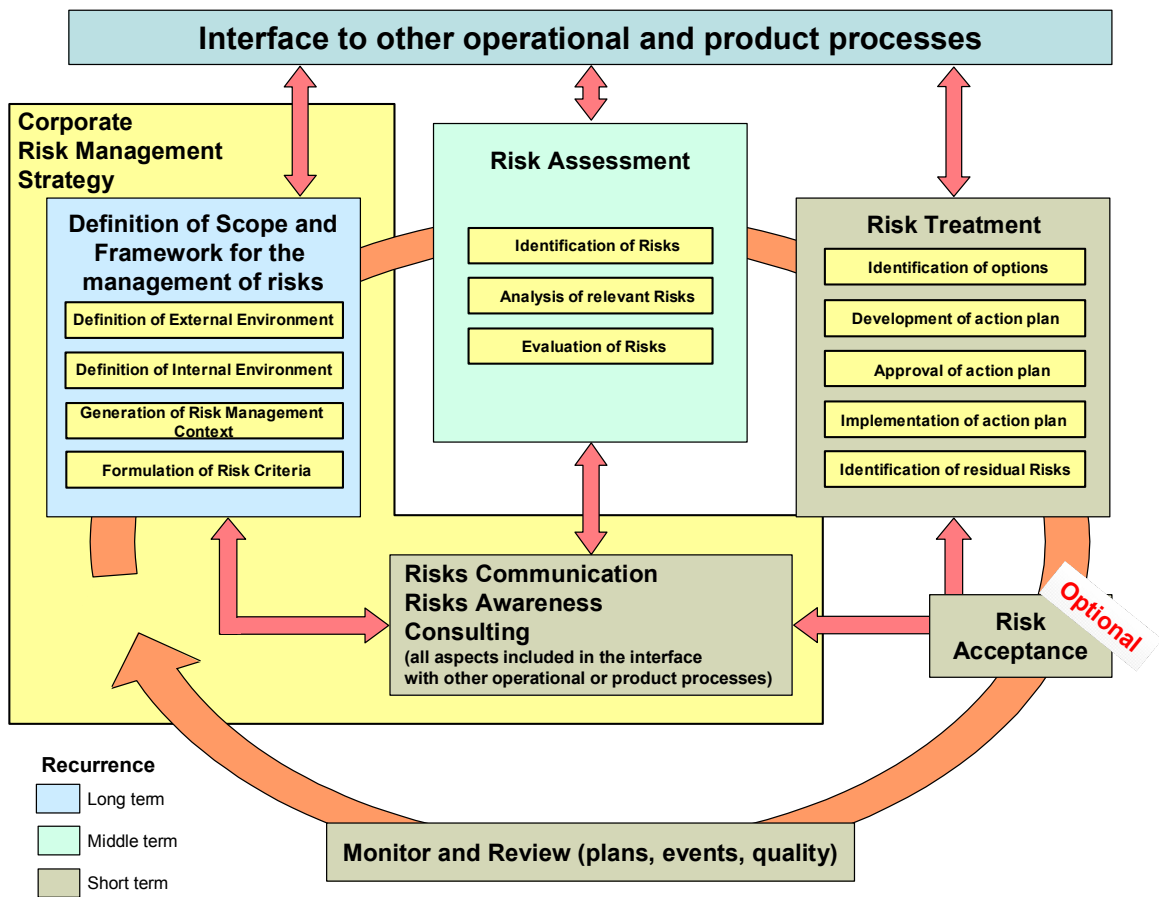 Interface to other operational and product processes
Corporate
Risk Management
Strategy
Definition of Scope and
Framework for the
management of risks
Definition of External Environment
Definition of Internal Environment
Generation of Risk Management
Context
Formulation of Risk Criteria
Risk Assessment
Identification of Risks
Analysis of relevant Risks
Evaluation of Risks
Risk Treatment
Identification of options
Development of action plan
Approval of action plan
Implementation of action plan
Identification of residual Risks
Risks Communication
Risks Awareness
Consulting
(all aspects included in the interface
with other operational or product processes)
Risk
Acceptance
Optional
Monitor and Review (plans, events, quality)
Recurrence
Long term
Middle term
Short term